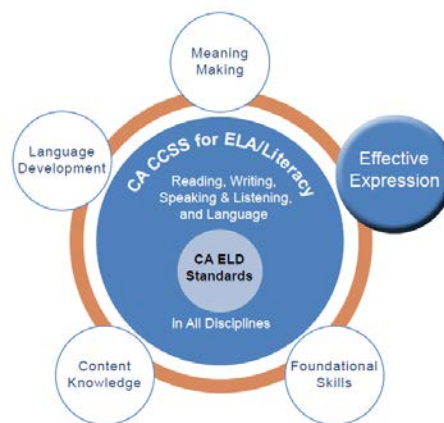 Meaning
Making
Effective
Expression
Language
Development
CA CCSS for ELA/Literacy
Reading, Writing,
Speaking & Listening,
and Language
CA ELD
Standards
In All Disciplines
Content
Knowledge
Foundational
Skills